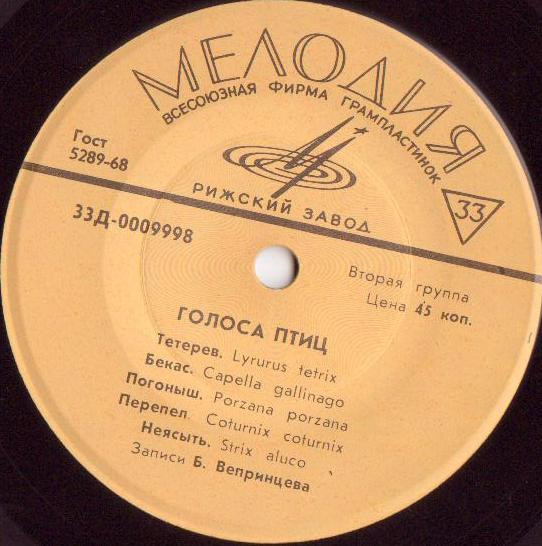 МЕЛОДИЯ
ВСЕСОЮЗНАЯ ФИРМА ГРАМПЛАСТИНОК
Гост
5289-68
33
РИЖСКИЙ ЗАВОД
33Д-0009998
Вторая группа
Цена 45 коп.
ГОЛОСА ПТИЦ
Тетерев. Lyrurus tetrix
Бекас. Capella gallinago
Погоныш. Porzana porzana
Перепел. Coturnix coturnix
Неясыть. Strix aluco
Записи Б. Вепринцева